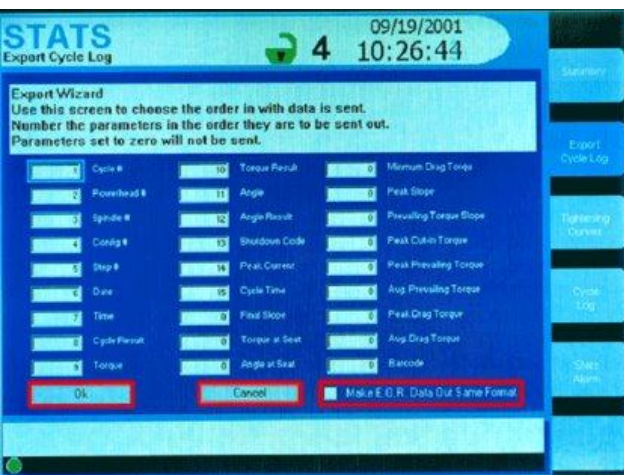 STATS
Export Cycle Log
4
09/19/2001
10:26:44
Export Wizard
Use this screen to choose the order in with data is sent.
Number the parameters in the order they are to be sent out.
Parameters set to zero will not be sent.
1 Cycle # 10 Torque Result 0 Minimum Drag Torque
2 Powerhead # 11 Angle 0 Peak Slope
3 Spindle # 12 Angle Result 0 Prevailing Torque Slope
4 Config # 13 Shutdown Code 0 Peak Cut-in Torque
5 Step # 14 Peak Current 0 Peak Prevailing Torque
6 Date 15 Cycle Time 0 Avg. Prevailing Torque
7 Time 0 Final Slope 0 Peak Drag Torque
8 Cycle Result 0 Torque at Seat 0 Avg. Drag Torque
9 Torque 0 Angle at Seat 0 Barcode
Ok Cancel Make E.O.R. Data Out Same Format
Summary
Export
Cycle Log
Tightening
Curves
Cycle
Log
Stats
Alarm